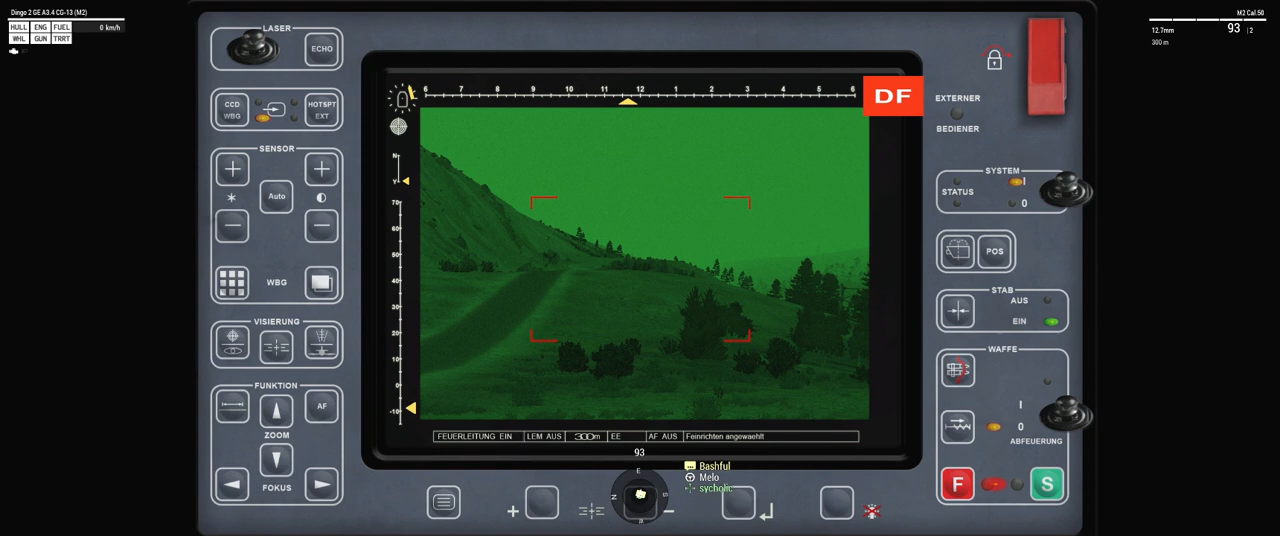 Dingo 2 GE A3.4 CG-13 (M2)
HULL ENG FUEL 0 km/h
WHL GUN TRRT
M2 Cal.50
12.7mm 93 |2
300 m
LASER
ECHO
CCD
WBG
HOTSPT
EXT
SENSOR
Auto
WBG
VISIERUNG
FUNKTION
AF
ZOOM
FOKUS
6 7 8 9 10 11 12 1 2 3 4 5 6
DF
N
70
60
50
40
30
20
10
0
-10
FEUERLEITUNG EIN LEM AUS 300m EE AF AUS Feinrichten angewaehlt
93
E
N S
W
Bashful
Melo
sycholic
EXTERNER
BEDIENER
SYSTEM
I
STATUS
0
POS
STAB
AUS
EIN
WAFFE
I
0
ABFEUERUNG
F S